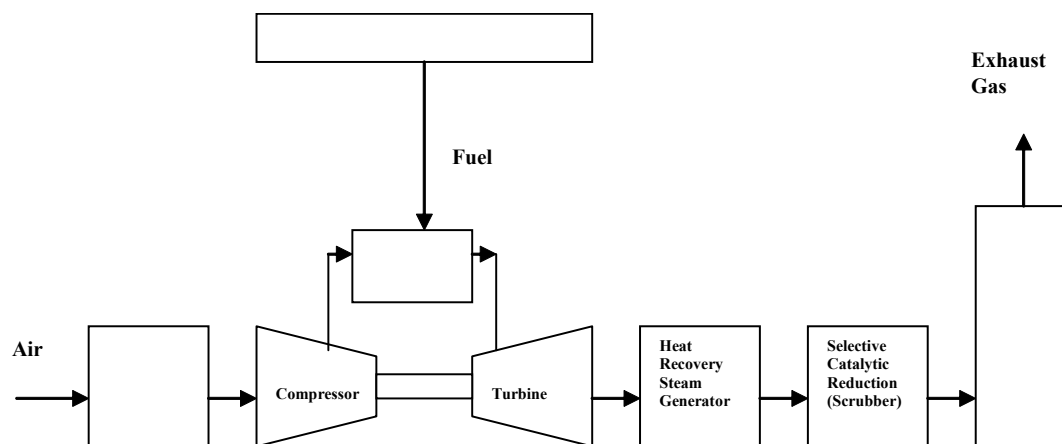 Exhaust
Gas
Fuel
Air
Compressor
Turbine
Heat
Recovery
Steam
Generator
Selective
Catalytic
Reduction
(Scrubber)